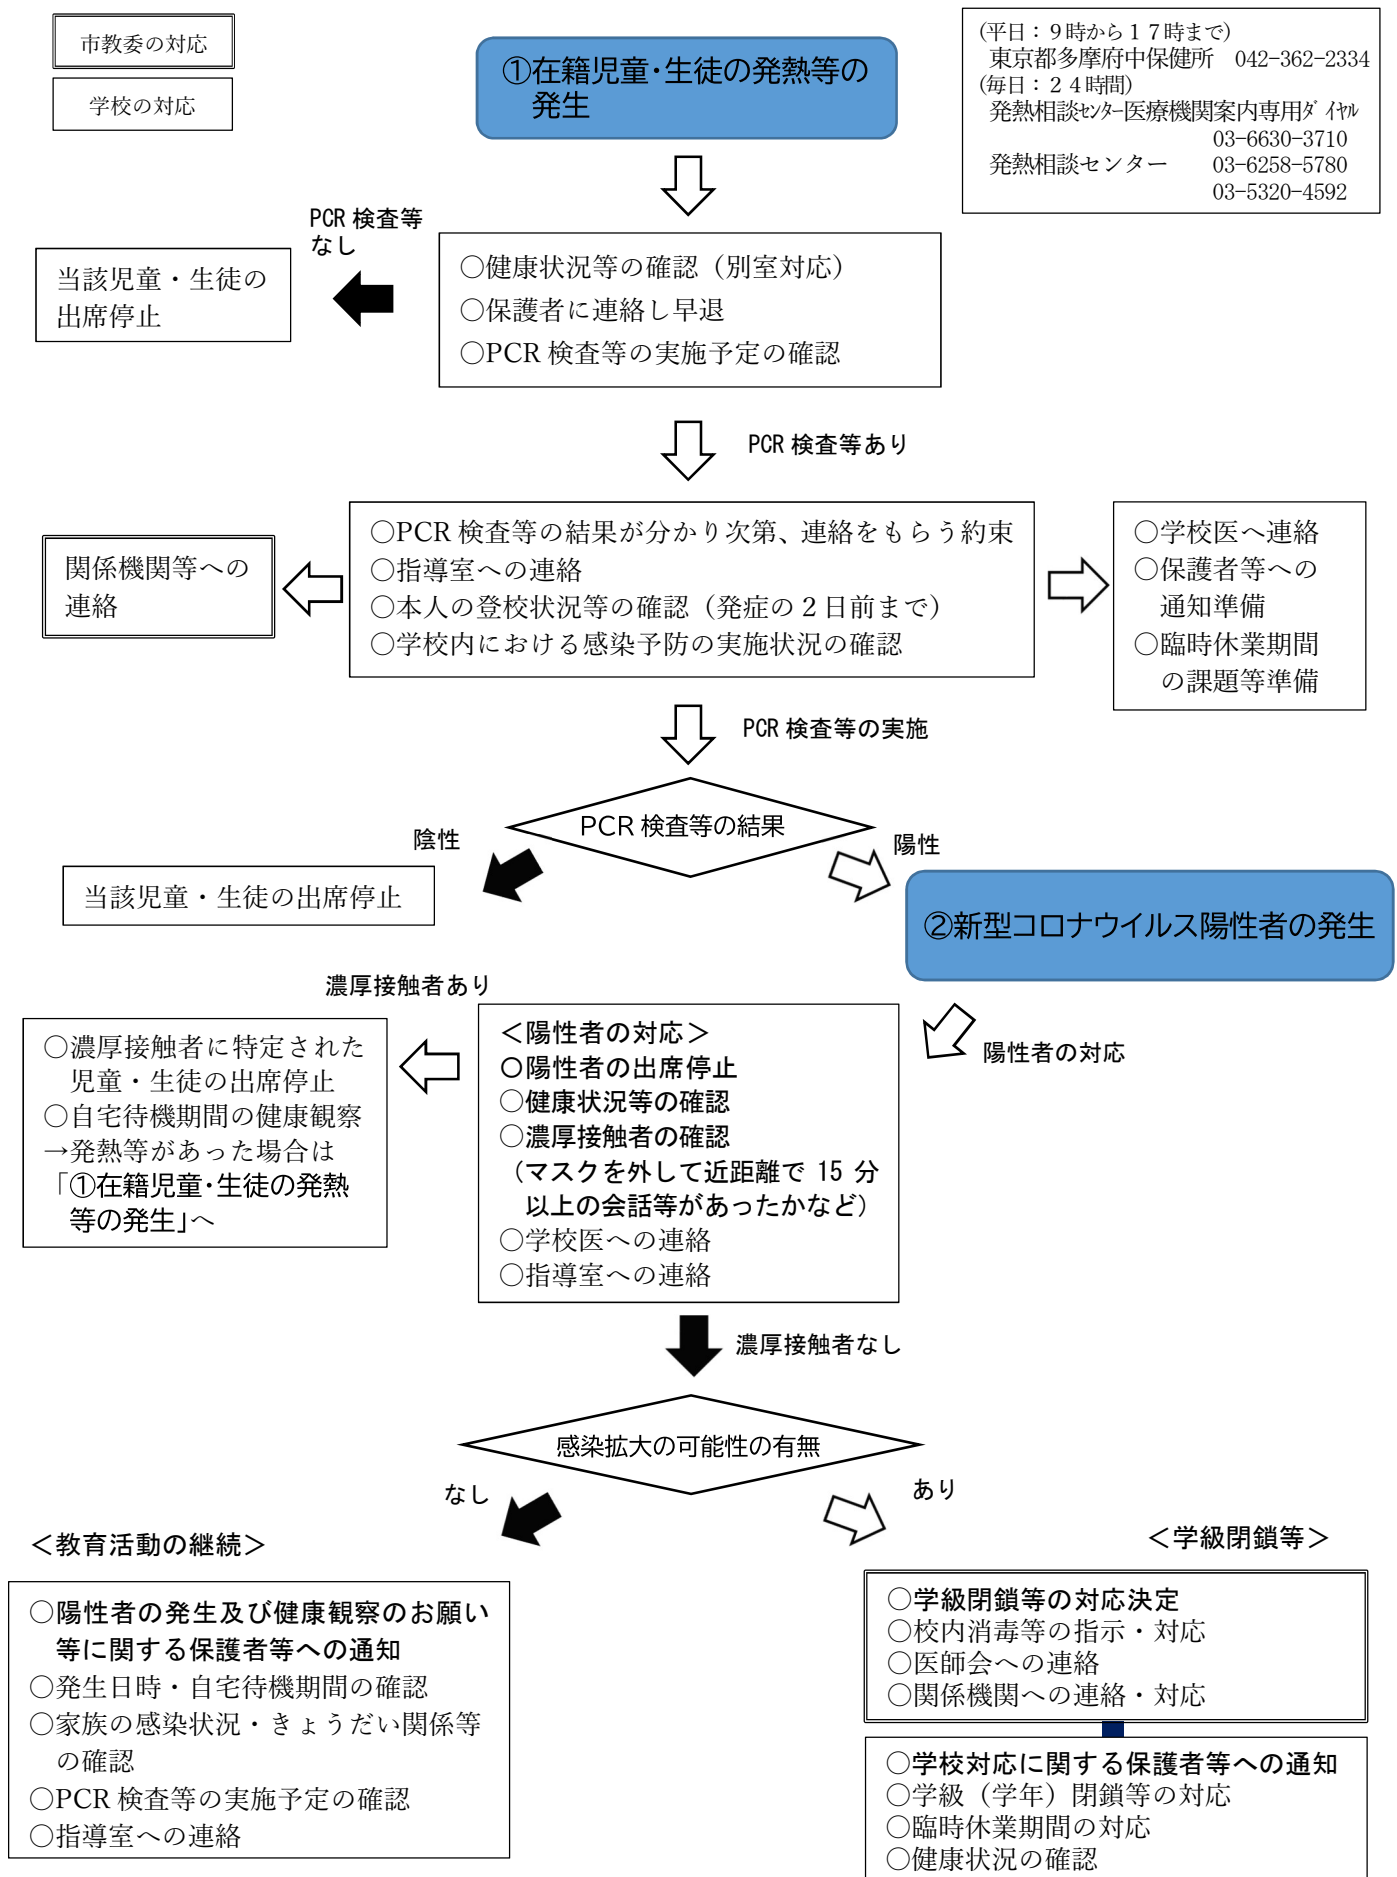 市教委の対応
学校の対応
①在籍児童・生徒の発熱等の
発生
(平日：９時から１７時まで)
東京都多摩府中保健所　042-362-2334
(毎日：２４時間)
発熱相談ｾﾝﾀｰ医療機関案内専用ﾀﾞｲﾔﾙ
03-6630-3710
発熱相談センター　03-6258-5780
03-5320-4592
PCR 検査等
なし
当該児童・生徒の
出席停止
○健康状況等の確認（別室対応）
○保護者に連絡し早退
○PCR 検査等の実施予定の確認
PCR 検査等あり
関係機関等への
連絡
○PCR 検査等の結果が分かり次第、連絡をもらう約束
○指導室への連絡
○本人の登校状況等の確認（発症の２日前まで）
○学校内における感染予防の実施状況の確認
○学校医へ連絡
○保護者等への
通知準備
○臨時休業期間
の課題等準備
PCR 検査等の実施
PCR 検査等の結果
陰性
陽性
当該児童・生徒の出席停止
②新型コロナウイルス陽性者の発生
濃厚接触者あり
陽性者の対応
○濃厚接触者に特定された
児童・生徒の出席停止
○自宅待機期間の健康観察
→発熱等があった場合は
「①在籍児童・生徒の発熱
等の発生」へ
＜陽性者の対応＞
○陽性者の出席停止
○健康状況等の確認
○濃厚接触者の確認
（マスクを外して近距離で 15 分
以上の会話等があったかなど）
○学校医への連絡
○指導室への連絡
濃厚接触者なし
感染拡大の可能性の有無
なし
あり
＜教育活動の継続＞
＜学級閉鎖等＞
○陽性者の発生及び健康観察のお願い
等に関する保護者等への通知
○発生日時・自宅待機期間の確認
○家族の感染状況・きょうだい関係等
の確認
○PCR 検査等の実施予定の確認
○指導室への連絡
○学級閉鎖等の対応決定
○校内消毒等の指示・対応
○医師会への連絡
○関係機関への連絡・対応
○学校対応に関する保護者等への通知
○学級（学年）閉鎖等の対応
○臨時休業期間の対応
○健康状況の確認